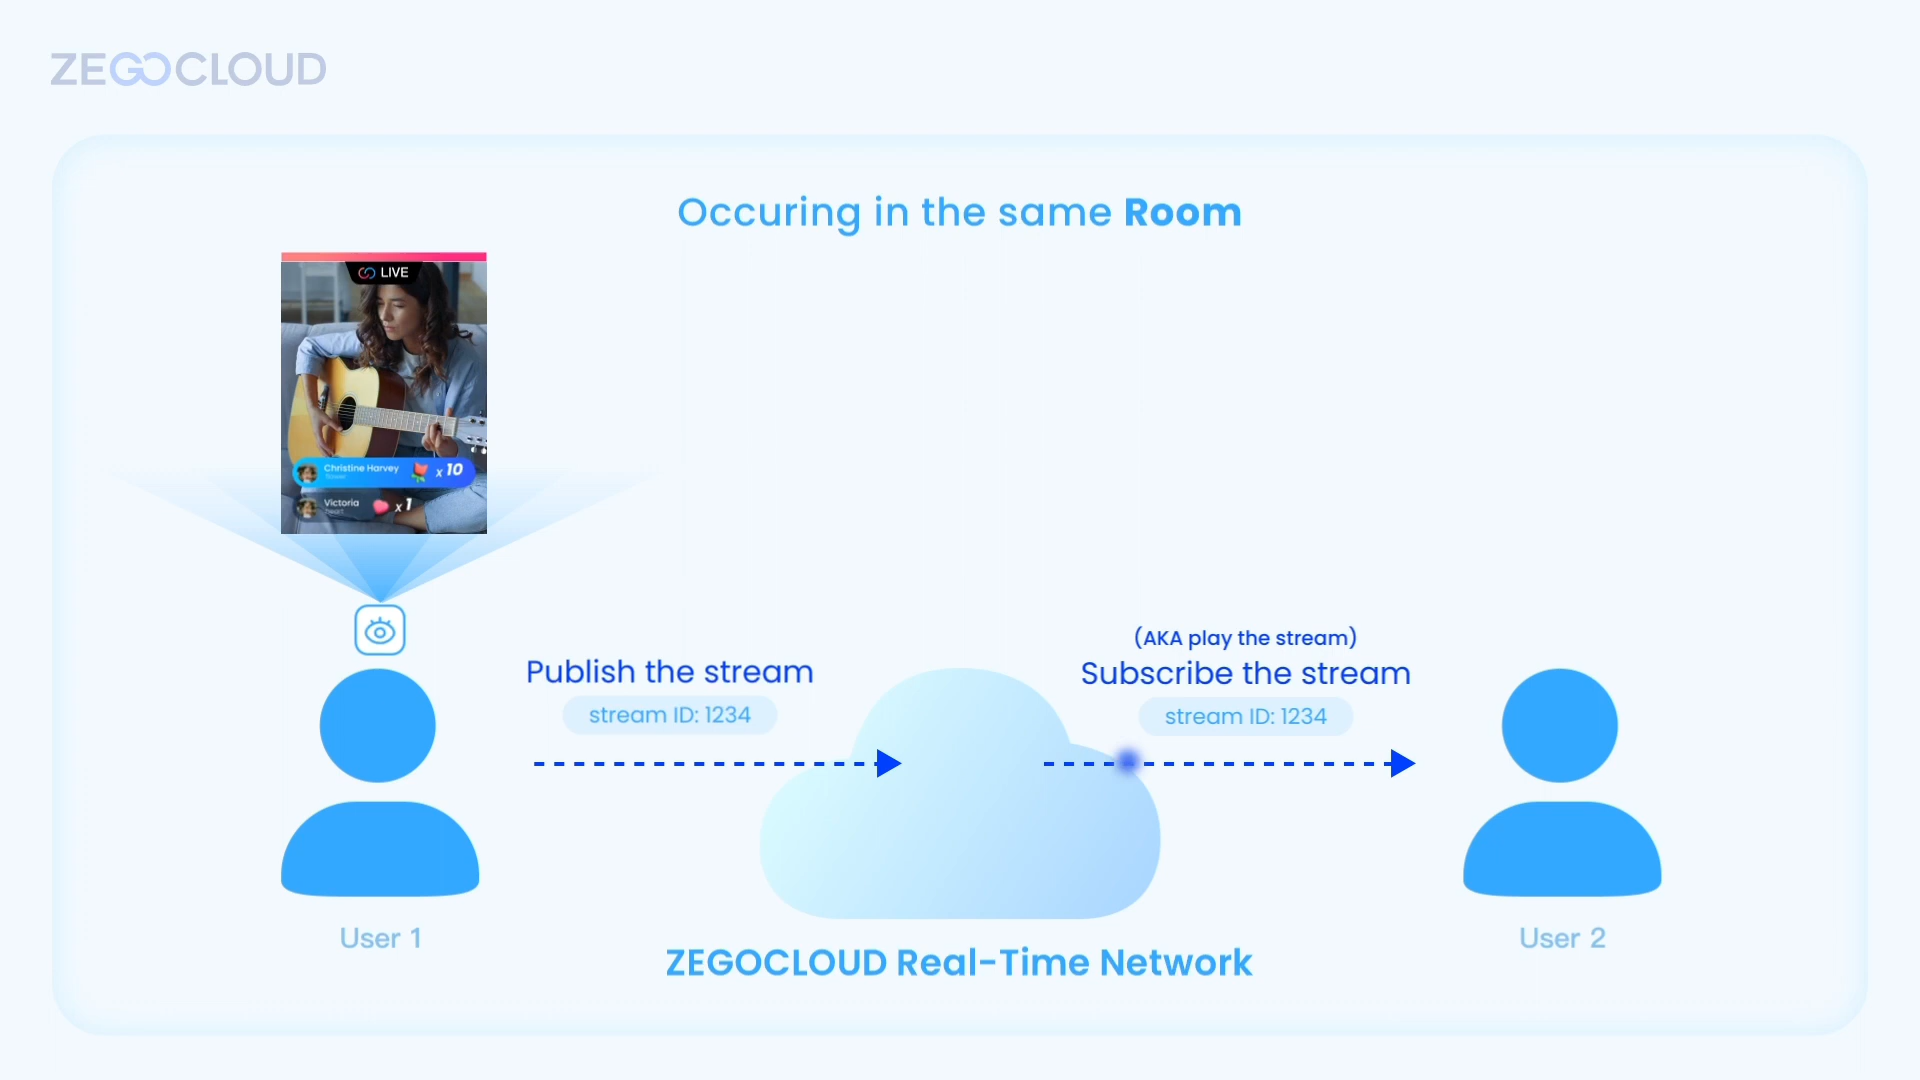 ZEGOCLOUD
Occuring in the same Room
LIVE
Christine Harvey x 10
Victoria x 1
(AKA play the stream)
Publish the stream
Subscribe the stream
stream ID: 1234
stream ID: 1234
User 1
User 2
ZEGOCLOUD Real-Time Network